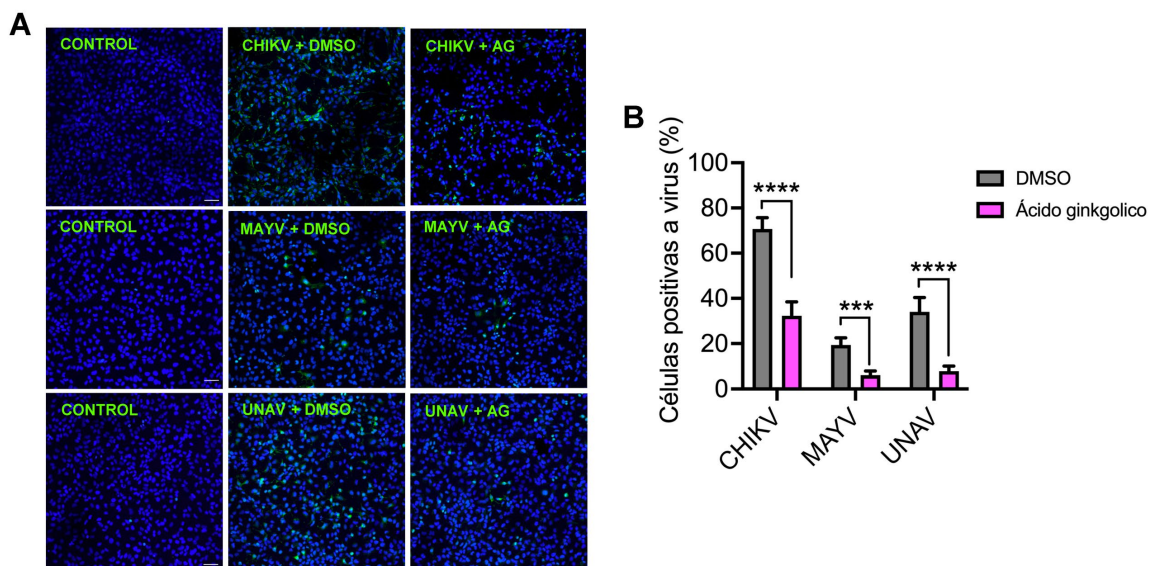 A
CONTROL
CHIKV + DMSO
CHIKV + AG
MAYV + DMSO
MAYV + AG
CONTROL
CONTROL
UNAV + DMSO
UNAV + AG
B
Células positivas a virus (%)
100
80
60
40
20
0
****
***
****
CHIKV
MAYV
UNAV
DMSO
Ácido ginkgolico